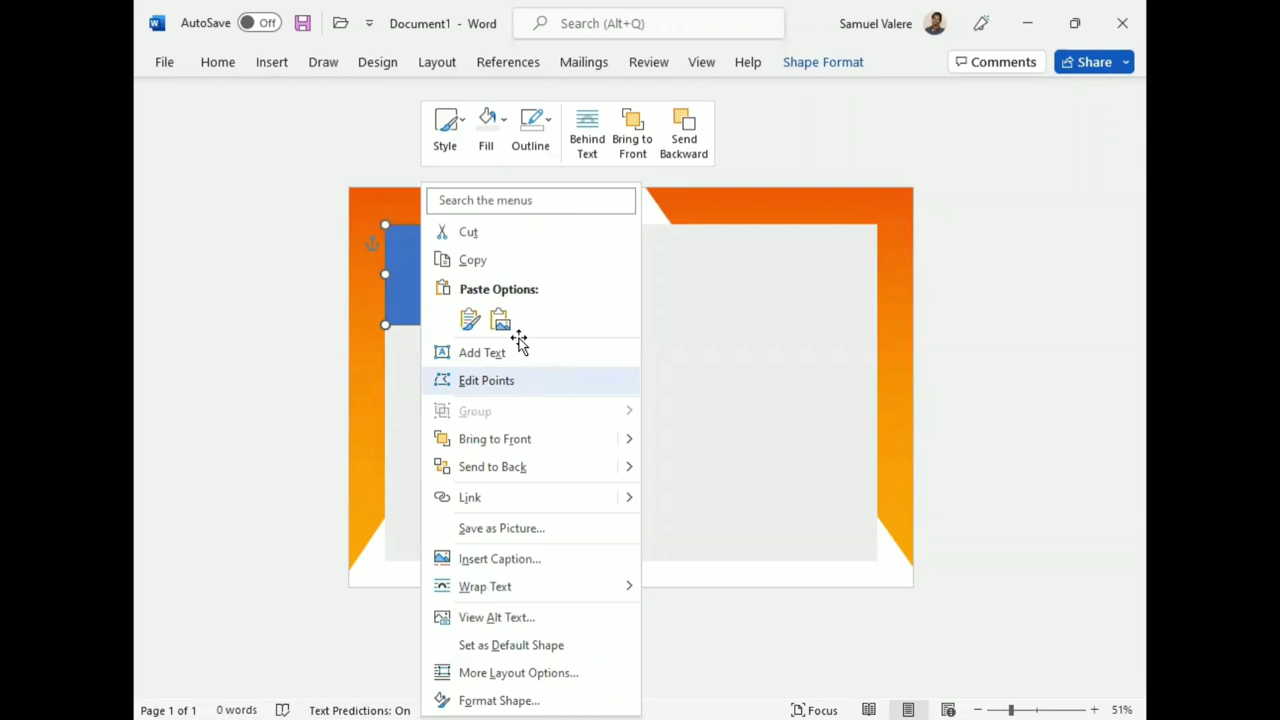 AutoSave Off Document1 - Word Search (Alt+Q) Samuel Valere
File Home Insert Draw Design Layout References Mailings Review View Help Shape Format Comments Share
Style Fill Outline Behind Text Bring to Front Send Backward
Search the menus
Cut
Copy
Paste Options:
Add Text
Edit Points
Group
Bring to Front
Send to Back
Link
Save as Picture...
Insert Caption...
Wrap Text
View Alt Text...
Set as Default Shape
More Layout Options...
Format Shape...
Page 1 of 1 0 words Text Predictions: On Focus 51%